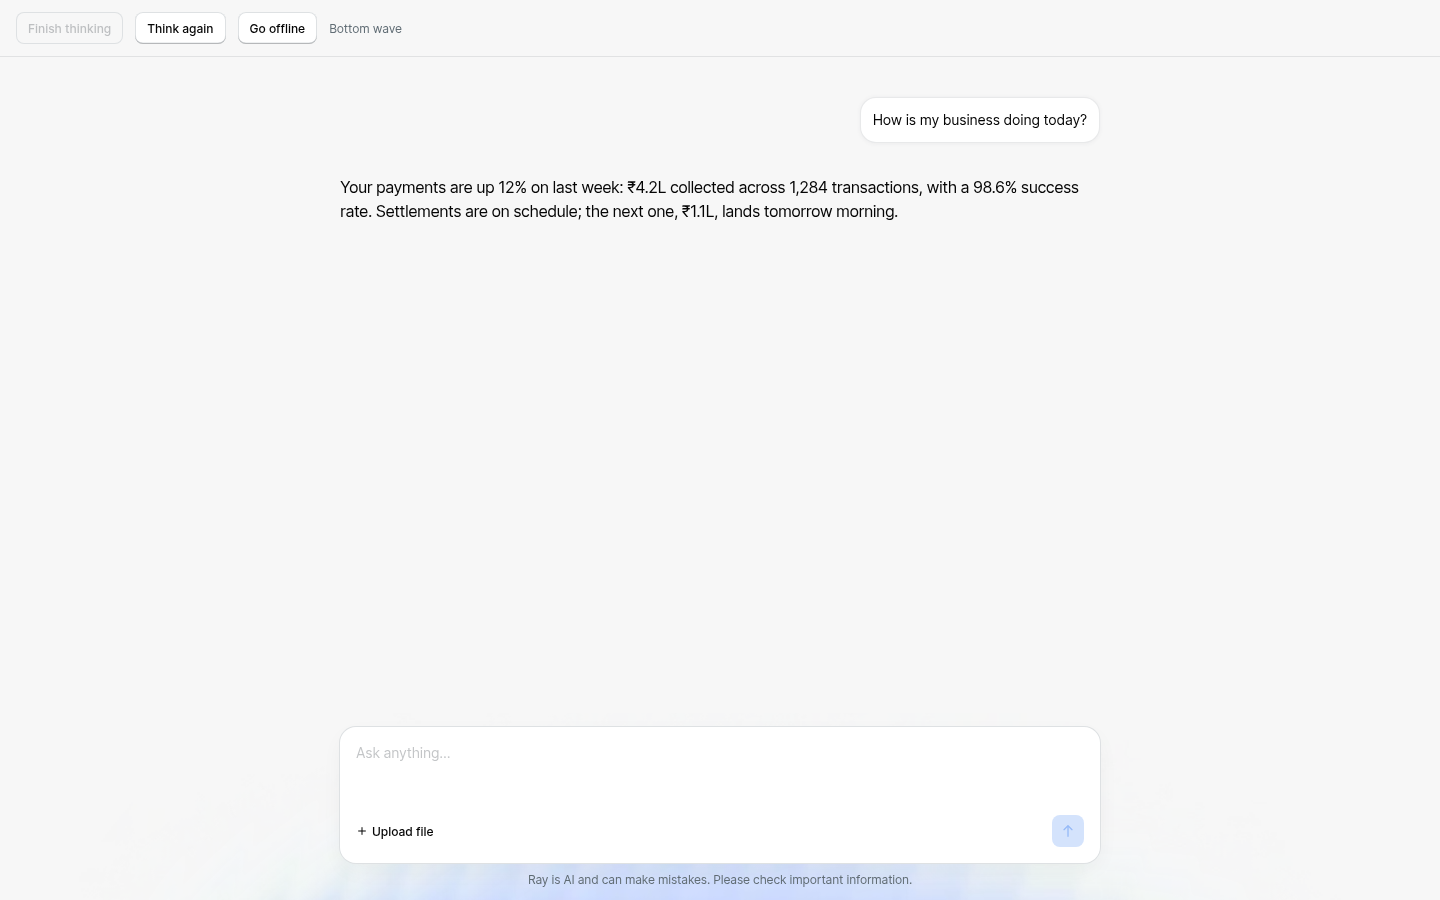 Finish thinking
Think again
Go offline
Bottom wave
How is my business doing today?
Your payments are up 12% on last week: ₹4.2L collected across 1,284 transactions, with a 98.6% success
rate. Settlements are on schedule; the next one, ₹1.1L, lands tomorrow morning.
Ask anything...
+ Upload file
Ray is AI and can make mistakes. Please check important information.